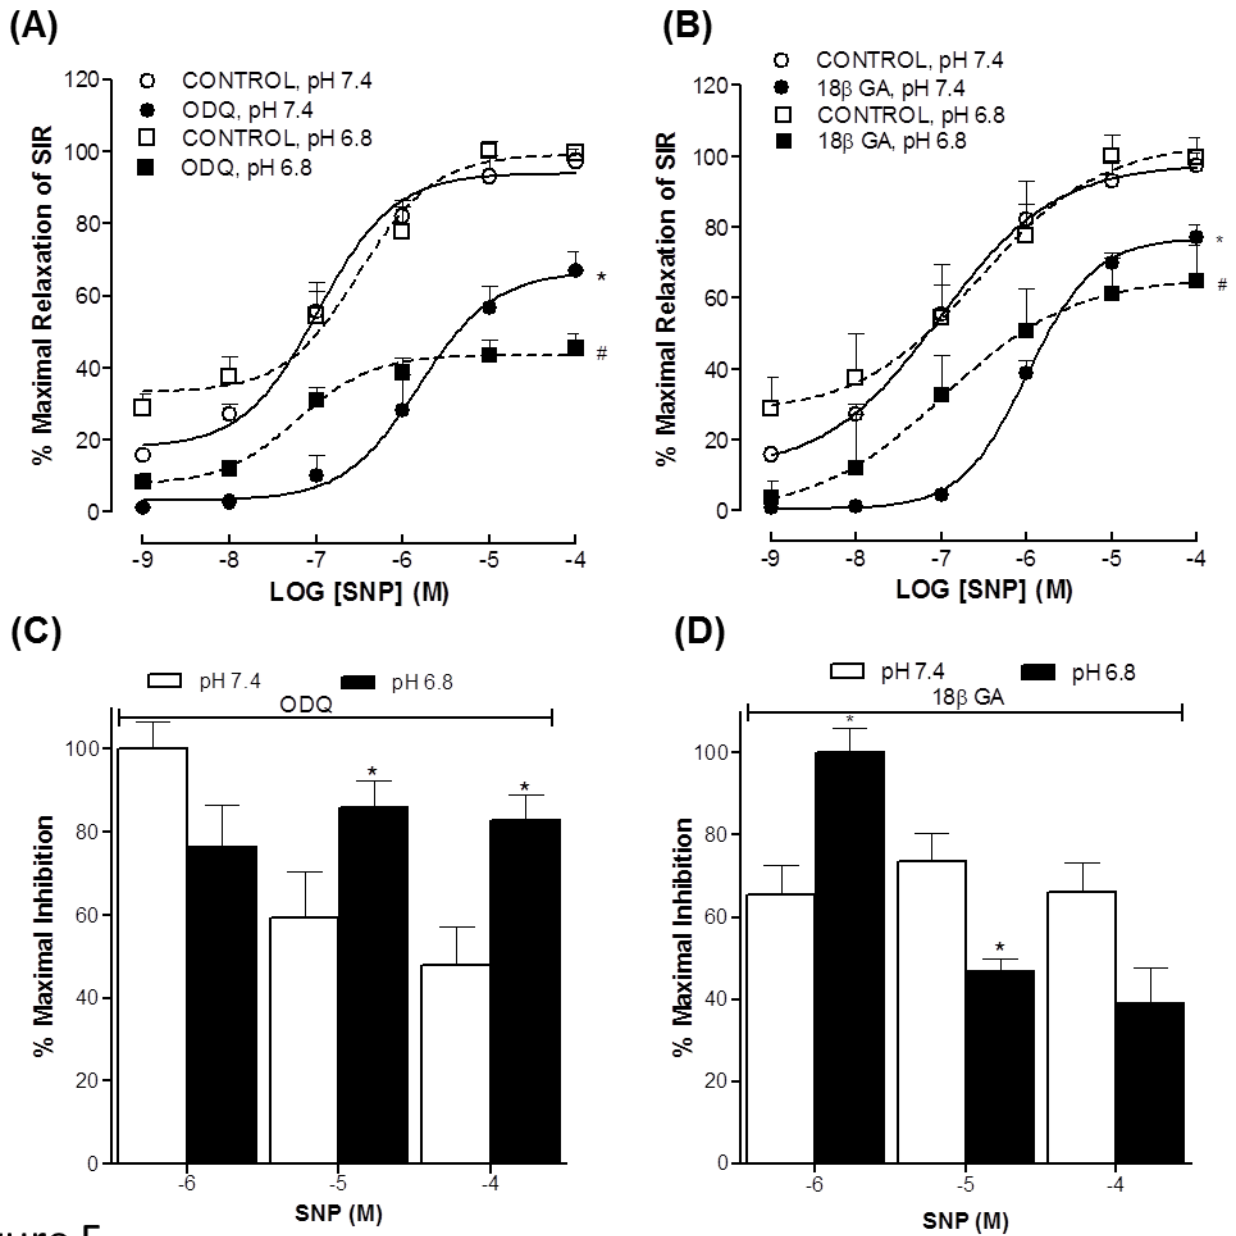 (A)
CONTROL, pH 7.4
ODQ, pH 7.4
CONTROL, pH 6.8
ODQ, pH 6.8
120
100
80
60
40
20
0
% Maximal Relaxation of SIR
*
#
-9 -8 -7 -6 -5 -4
LOG [SNP] (M)
(B)
CONTROL, pH 7.4
18β GA, pH 7.4
CONTROL, pH 6.8
18β GA, pH 6.8
120
100
80
60
40
20
0
% Maximal Relaxation of SIR
*
#
-9 -8 -7 -6 -5 -4
LOG [SNP] (M)
(C)
pH 7.4 pH 6.8
ODQ
100
80
60
40
20
0
% Maximal Inhibition
* *
-6 -5 -4
SNP (M)
(D)
pH 7.4 pH 6.8
18β GA
100
80
60
40
20
0
% Maximal Inhibition
* *
-6 -5 -4
SNP (M)